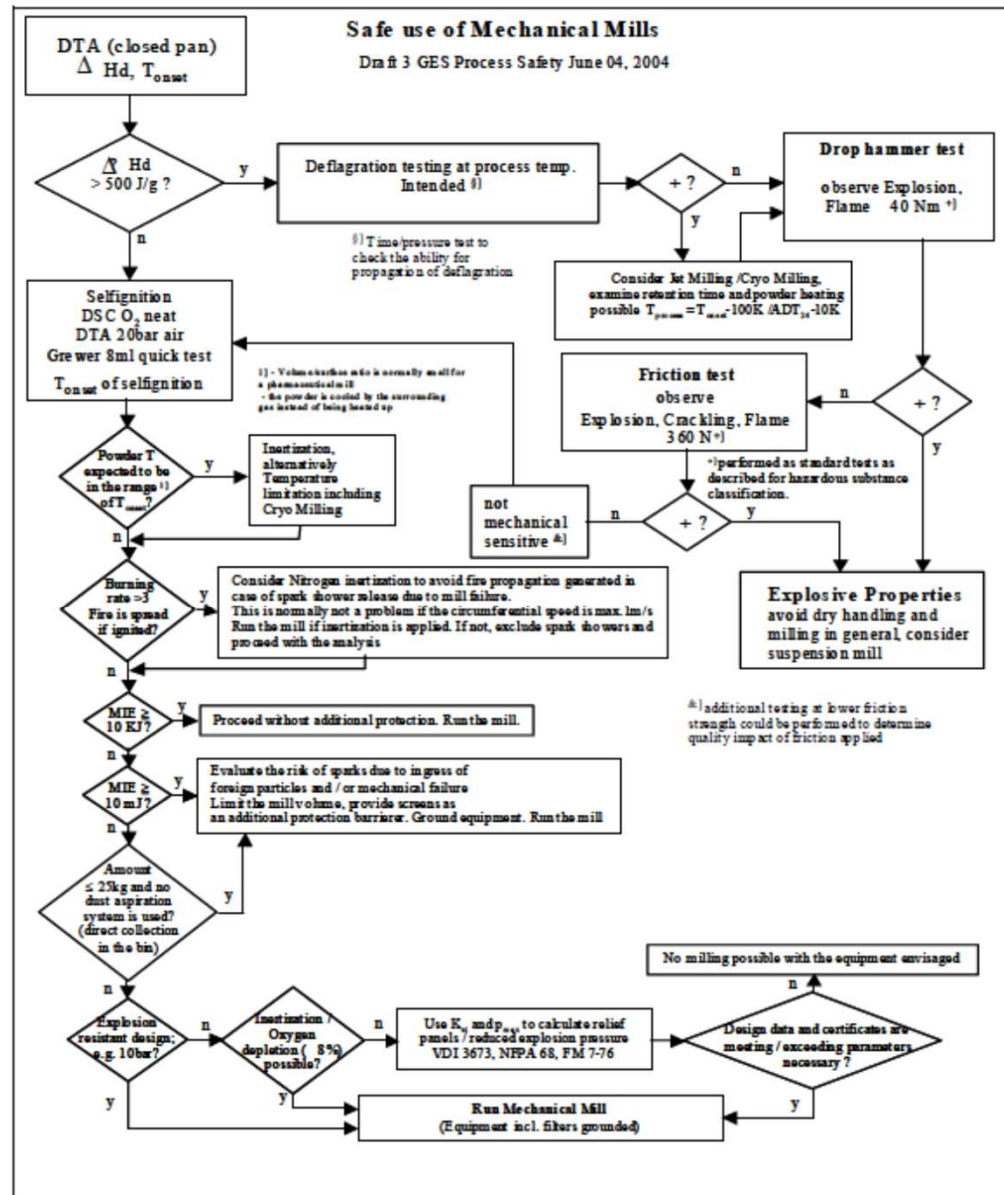 Safe use of Mechanical Mills
Draft 3 GES Process Safety June 04, 2004
DTA (closed pan)
Δ Hd, Tonset
Hd
> 500 J/g ?
y
n
Deflagration testing at process temp.
Intended §)
+ ?
n
y
Drop hammer test
observe Explosion,
Flame 40 Nm +)
§) Time/pressure test to
check the ability for
propagation of deflagration
Consider Jet Milling /Cryo Milling,
examine retention time and powder heating
possible Tprocess = Tonset-100K /ADT24-10K
Selfignition
DSC O2 neat
DTA 20bar air
Grewer 8ml quick test
Tonset of selfignition
- Volume/surface ratio is normally small for
a pharmaceutical mill
- the powder is cooled by the surrounding
gas instead of being heated up
Friction test
observe
Explosion, Crackling, Flame
360 N+)
n
+ ?
y
+)performed as standard tests as
described for hazardous substance
classification.
Powder T
expected to be
in the range
of Tonset?
y
n
Inertization,
alternatively
Temperature
limitation including
Cryo Milling
not
mechanical
sensitive &)
n
+ ?
y
Burning
rate >3
Fire is spread
if ignited?
y
n
Consider Nitrogen inertization to avoid fire propagation generated in
case of spark shower release due to mill failure.
This is normally not a problem if the circumferential speed is max. 1m/s
Run the mill if inertization is applied. If not, exclude spark showers and
proceed with the analysis
Explosive Properties
avoid dry handling and
milling in general, consider
suspension mill
MIE ≥
10 KJ?
y
n
Proceed without additional protection. Run the mill.
&) additional testing at lower friction
strength could be performed to determine
quality impact of friction applied
MIE ≥
10 mJ?
y
n
Evaluate the risk of sparks due to ingress of
foreign particles and / or mechanical failure
Limit the mill volume, provide screens as
an additional protection barrierer. Ground equipment. Run the mill
Amount
≤ 25kg and no
dust aspiration
system is used?
(direct collection
in the bin)
y
n
No milling possible with the equipment envisaged
n
Explosion
resistant design;
e.g. 10bar?
n
y
Inertization /
Oxygen
depletion ( 8%)
possible?
n
y
Use Kst and pmax to calculate relief
panels / reduced explosion pressure
VDI 3673, NFPA 68, FM 7-76
Design data and certificates are
meeting / exceeding parameters
necessary ?
y
Run Mechanical Mill
(Equipment incl. filters grounded)